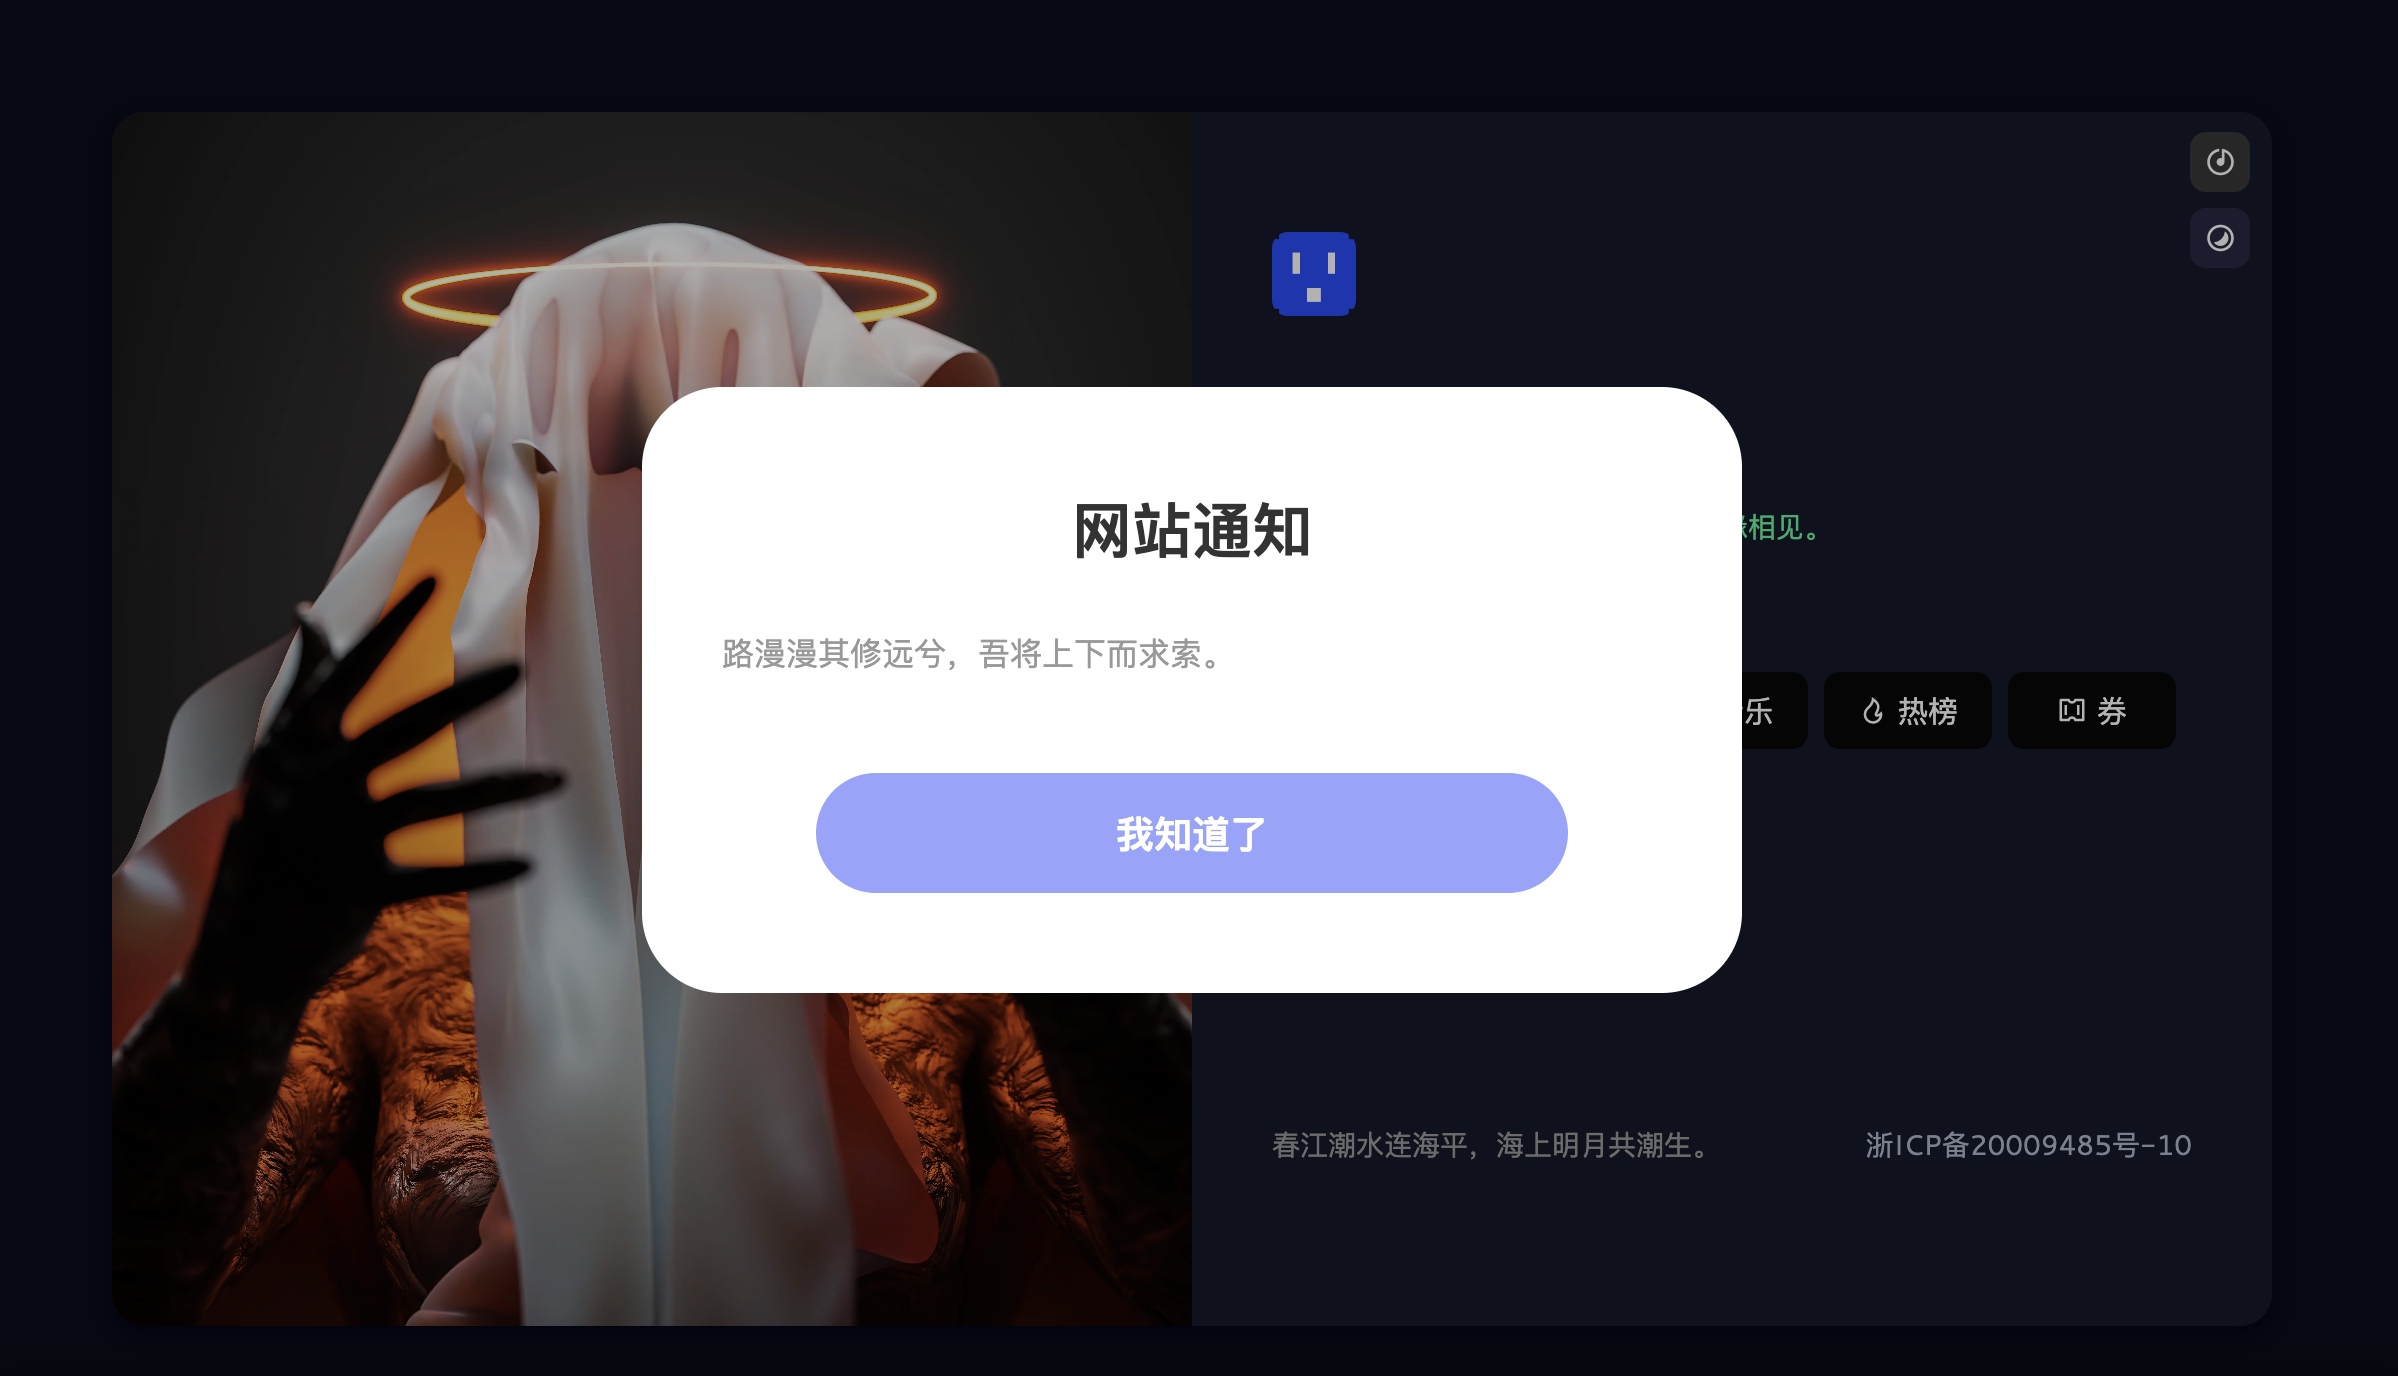 网站通知
相见。
路漫漫其修远兮，吾将上下而求索。
乐
热榜
券
我知道了
春江潮水连海平，海上明月共潮生。
浙ICP备20009485号-10